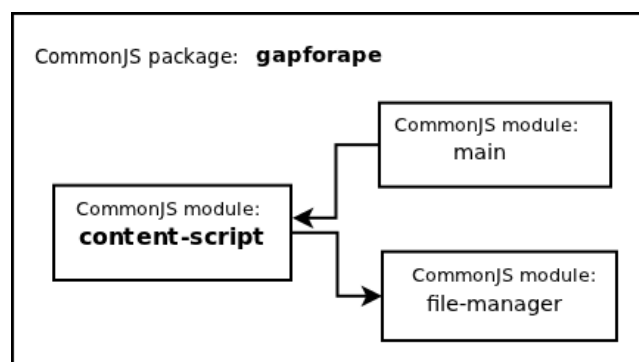 CommonJS package: gapforape
CommonJS module:
main
CommonJS module:
content-script
CommonJS module:
file-manager